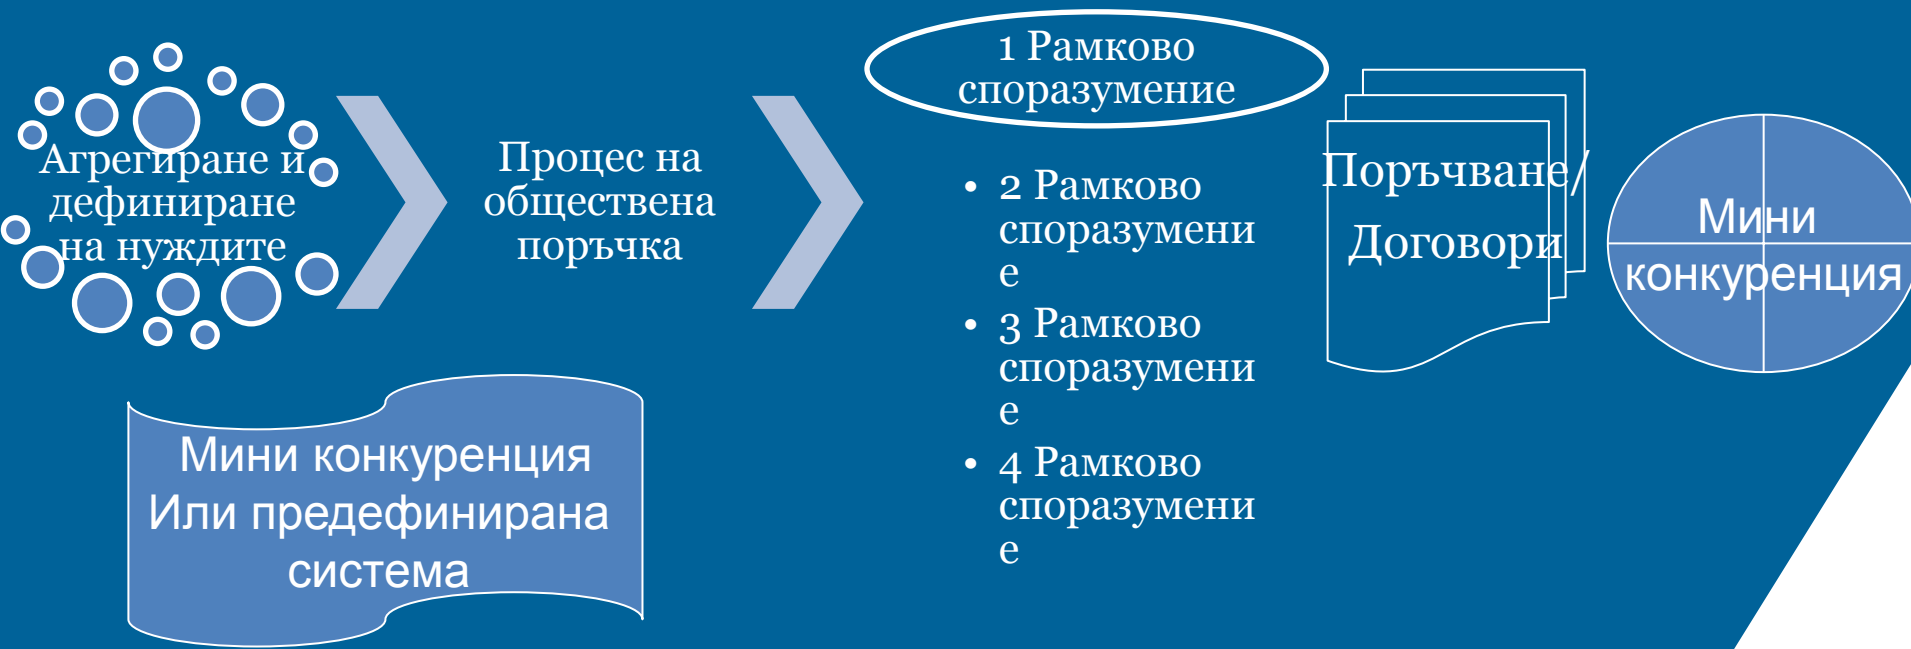 Агрегиране и
дефиниране
на нуждите
Процес на
обществена
поръчка
1 Рамково
споразумение
• 2 Рамково
споразумени
е
• 3 Рамково
споразумени
е
• 4 Рамково
споразумени
е
Поръчване/
Договори
Мини
конкуренция
Мини конкуренция
Или предефинирана
система